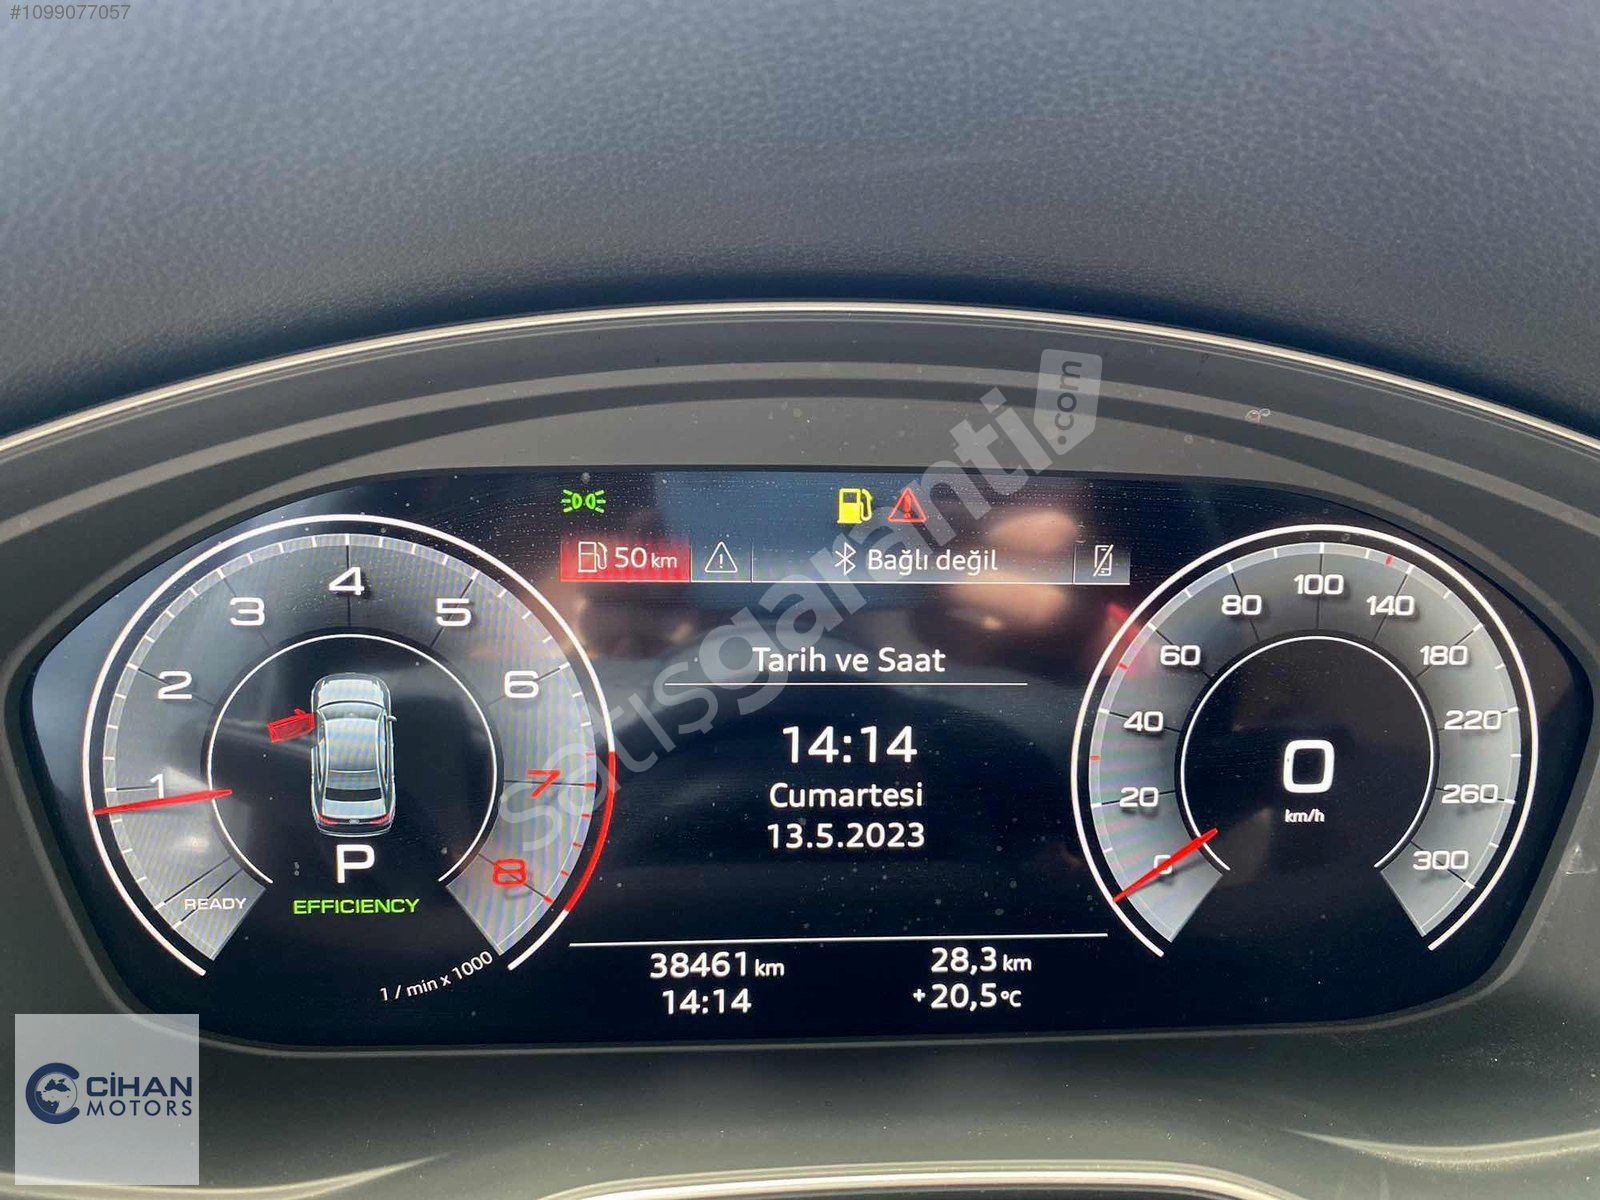 #1099077057
satışgaranti.com
50 km
Bağlı değil
Tarih ve Saat
14:14
Cumartesi
13.5.2023
1
2
3
4
5
6
7
8
READY
P
EFFICIENCY
1 / min x 1000
0
20
40
60
80
100
140
180
220
260
300
0
km/h
38461 km
28,3 km
14:14
+20,5 °C
CİHAN
MOTORS